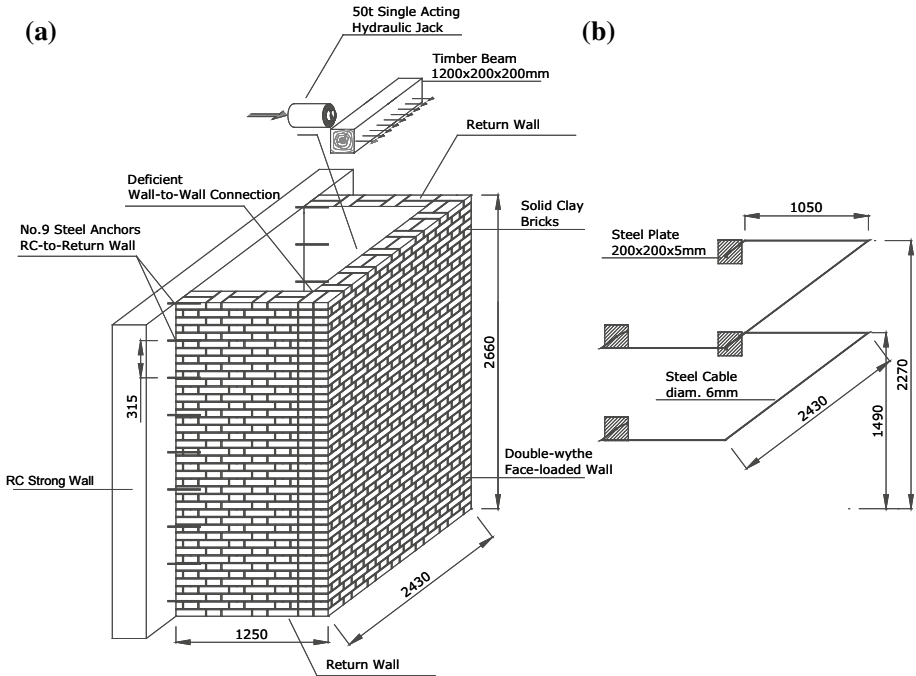 (a)
50t Single Acting
Hydraulic Jack
Timber Beam
1200x200x200mm
Return Wall
Deficient
Wall-to-Wall Connection
No.9 Steel Anchors
RC-to-Return Wall
Solid Clay
Bricks
2660
315
RC Strong Wall
Double-wythe
Face-loaded Wall
2430
1250
Return Wall
(b)
1050
Steel Plate
200x200x5mm
Steel Cable
diam. 6mm
2430
1490
2270